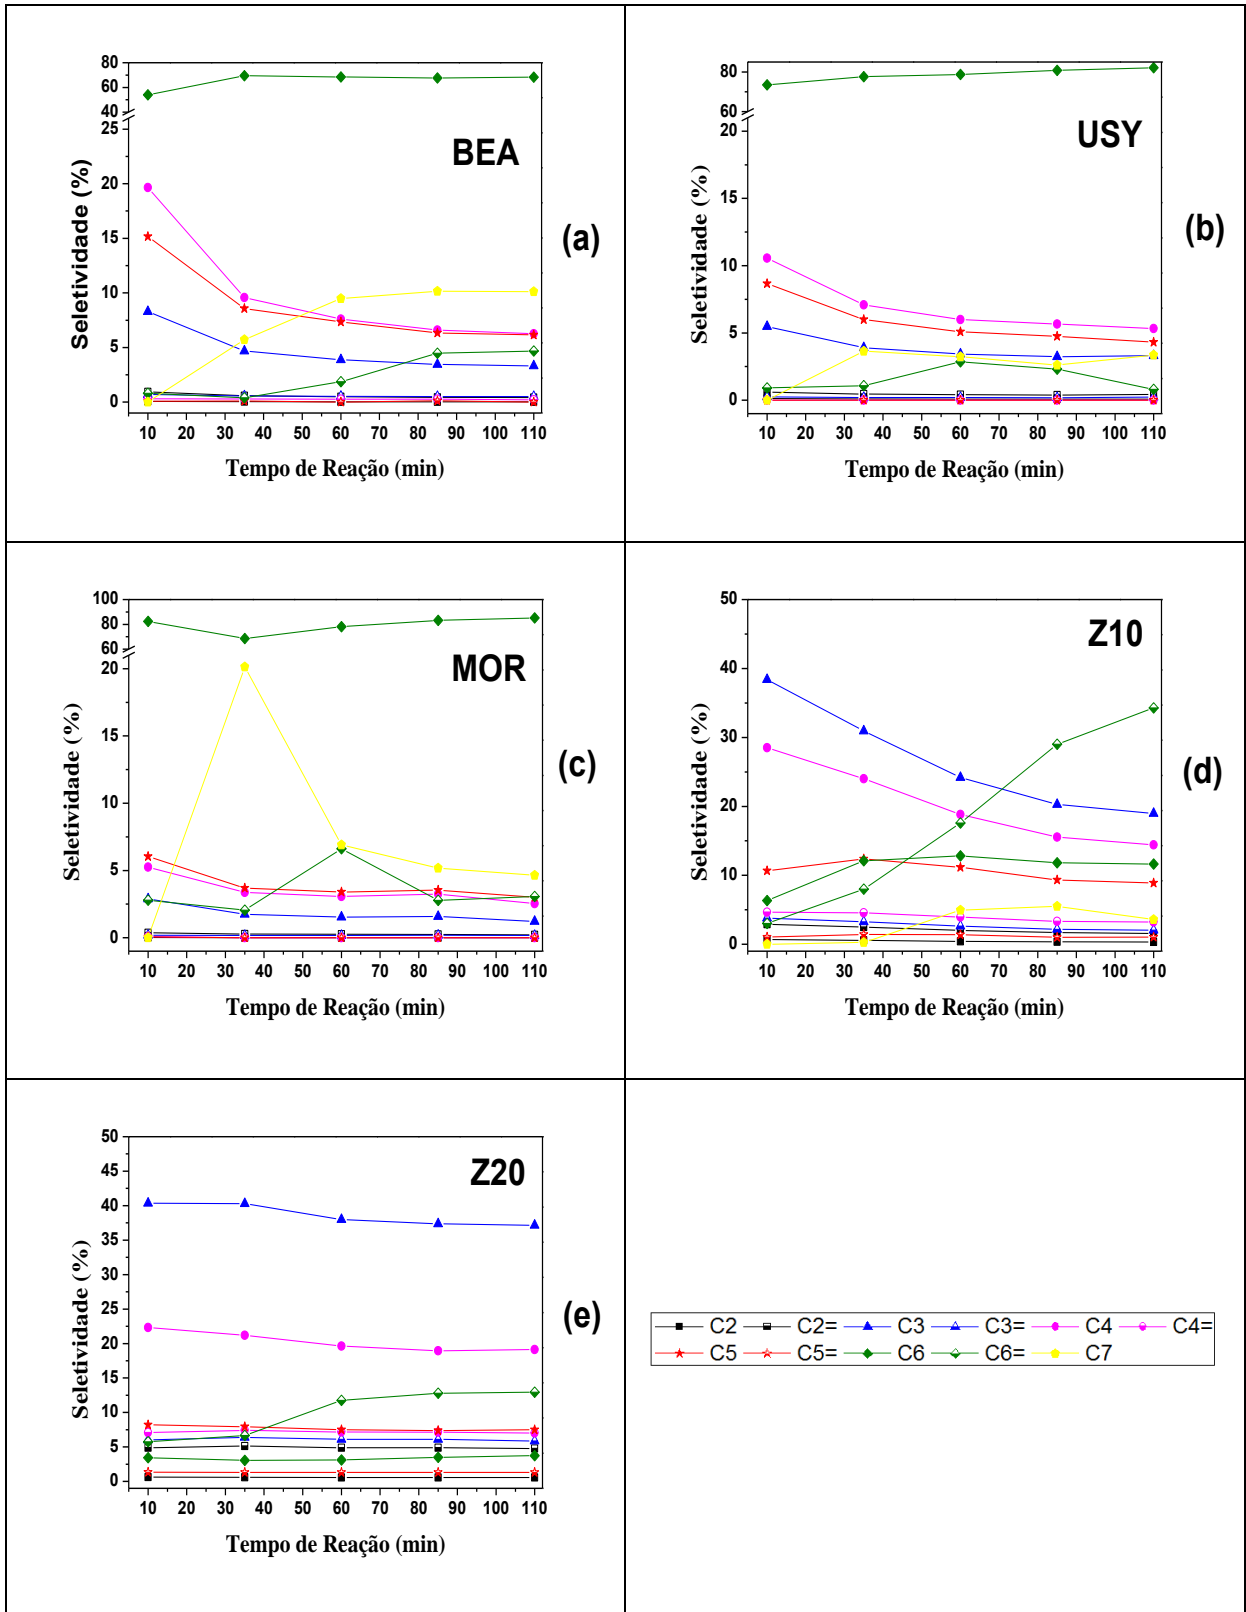 80
60
40
25
20
15
10
5
0
Seletividade (%)
BEA
(a)
10 20 30 40 50 60 70 80 90 100 110
Tempo de Reação (min)
80
60
20
15
10
5
0
Seletividade (%)
USY
(b)
10 20 30 40 50 60 70 80 90 100 110
Tempo de Reação (min)
100
80
60
20
15
10
5
0
Seletividade (%)
MOR
(c)
10 20 30 40 50 60 70 80 90 100 110
Tempo de Reação (min)
50
40
30
20
10
0
Seletividade (%)
Z10
(d)
10 20 30 40 50 60 70 80 90 100 110
Tempo de Reação (min)
50
45
40
35
30
25
20
15
10
5
0
Seletividade (%)
Z20
(e)
10 20 30 40 50 60 70 80 90 100 110
Tempo de Reação (min)
C2 C2= C3 C3= C4 C4=
C5 C5= C6 C6= C7